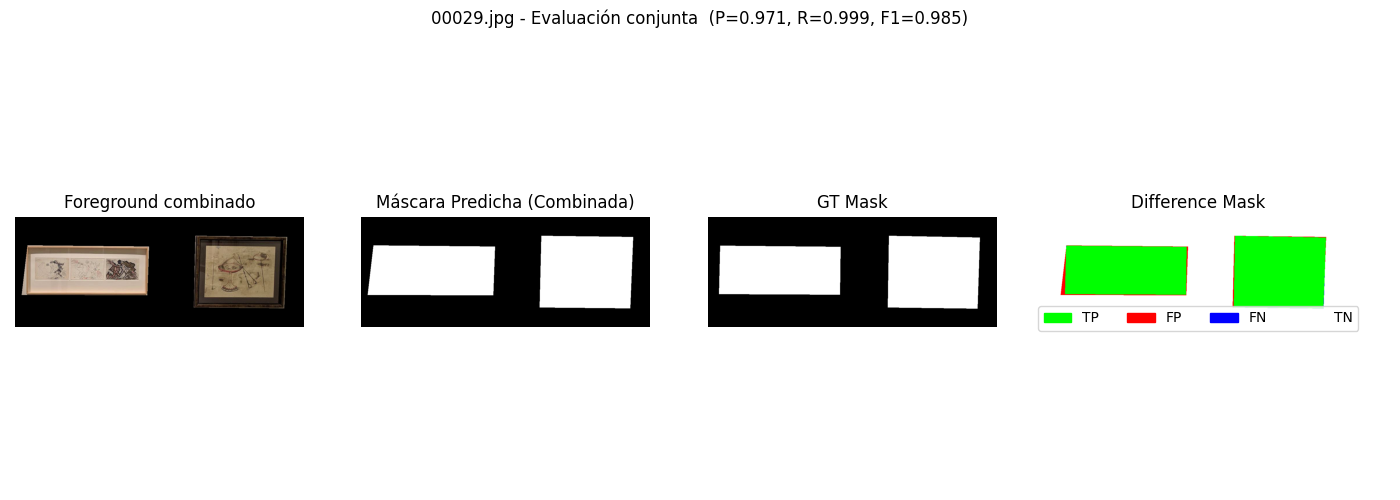 00029.jpg - Evaluación conjunta  (P=0.971, R=0.999, F1=0.985)
Foreground combinado
Máscara Predicha (Combinada)
GT Mask
Difference Mask
TP
FP
FN
TN